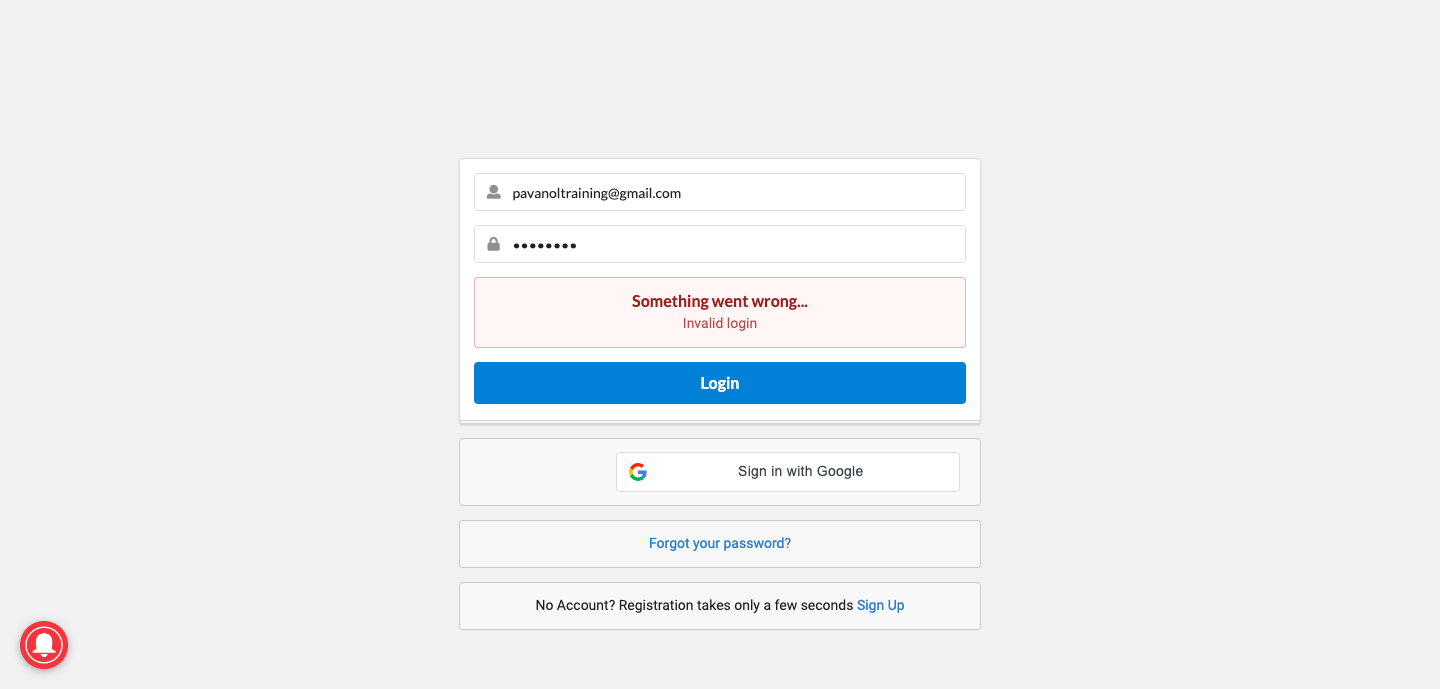 pavanoltraining@gmail.com
••••••••
Something went wrong...
Invalid login
Login
Sign in with Google
Forgot your password?
No Account? Registration takes only a few seconds Sign Up